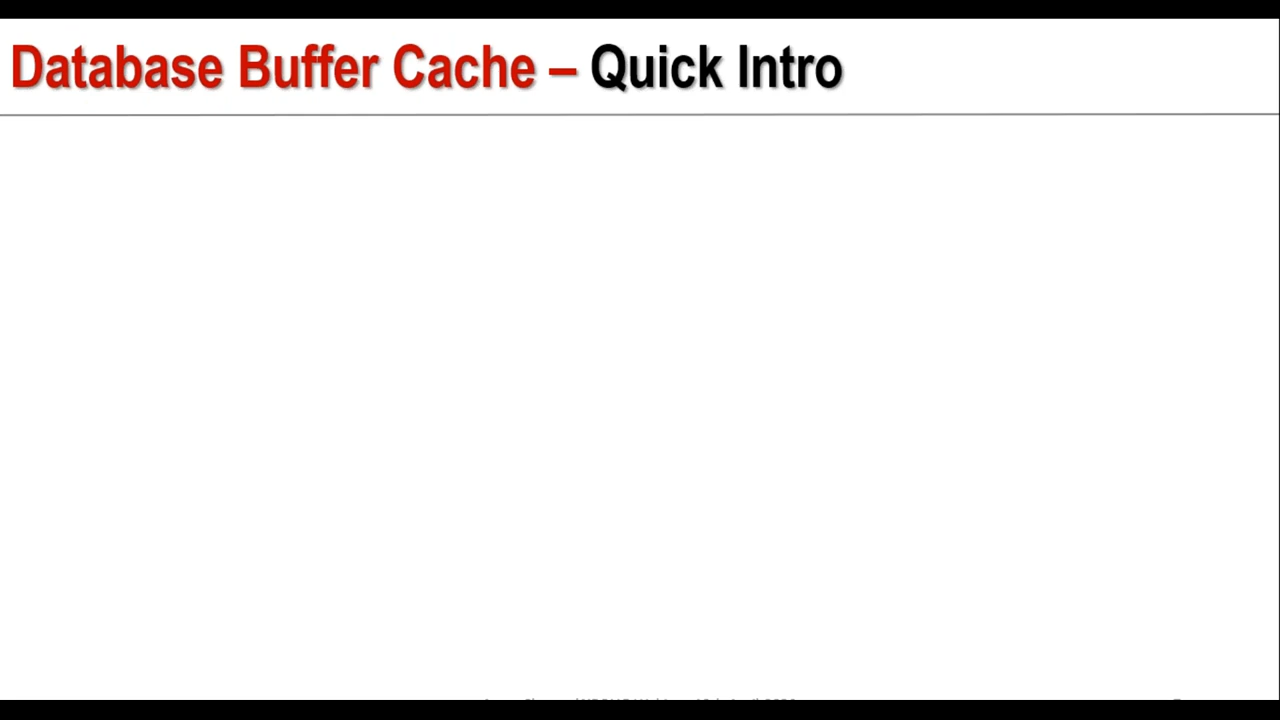 Database Buffer Cache – Quick Intro